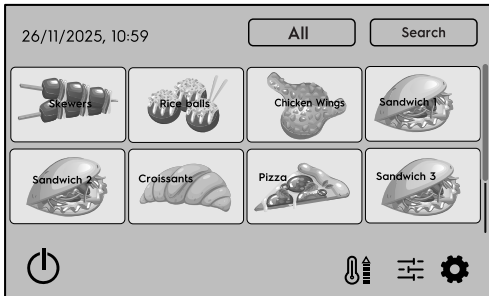 26/11/2025, 10:59
All
Search
Skewers
Rice balls
Chicken Wings
Sandwich 1
Sandwich 2
Croissants
Pizza
Sandwich 3